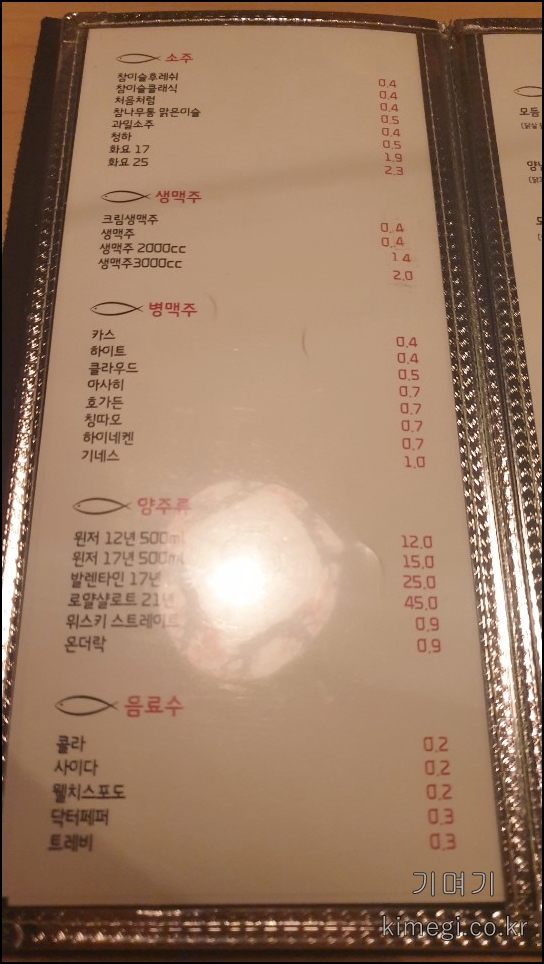 소주
참이슬후레쉬 0.4
참이슬클래식 0.4
처음처럼 0.4
참나무통 맑은이슬 0.5
과일소주 0.4
청하 0.5
화요 17 1.9
화요 25 2.3
생맥주
크림생맥주 0.4
생맥주 0.4
생맥주 2000cc 1.4
생맥주3000cc 2.0
병맥주
카스 0.4
하이트 0.4
클라우드 0.5
아사히 0.7
호가든 0.7
칭따오 0.7
하이네켄 0.7
기네스 1.0
양주류
윈저 12년 500ml 12.0
윈저 17년 500ml 15.0
발렌타인 17년 25.0
로얄샬로트 21년 45.0
위스키 스트레이트 0.9
온더락 0.9
음료수
콜라 0.2
사이다 0.2
웰치스포도 0.2
닥터페퍼 0.3
트레비 0.3
모둠
기며기
kimegi.co.kr